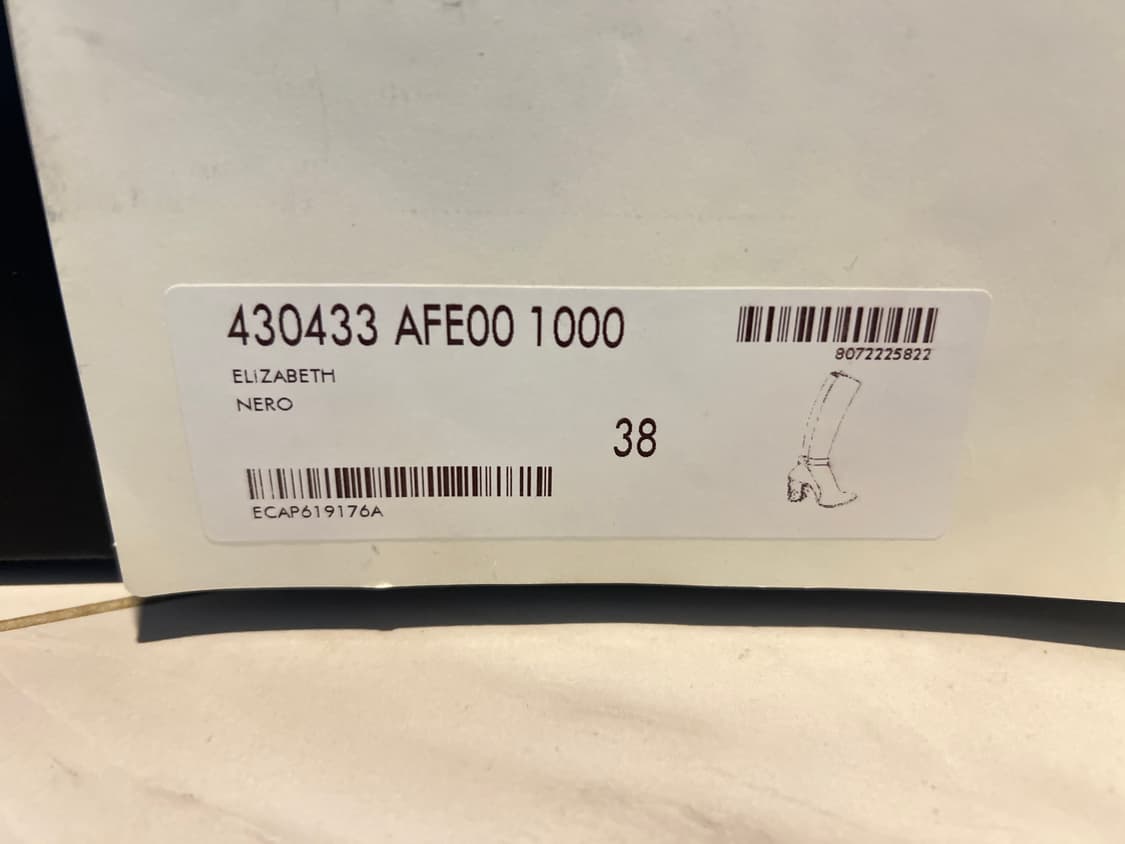 430433 AFE00 1000
8072225822
ELIZABETH
NERO
38
ECAP619176A